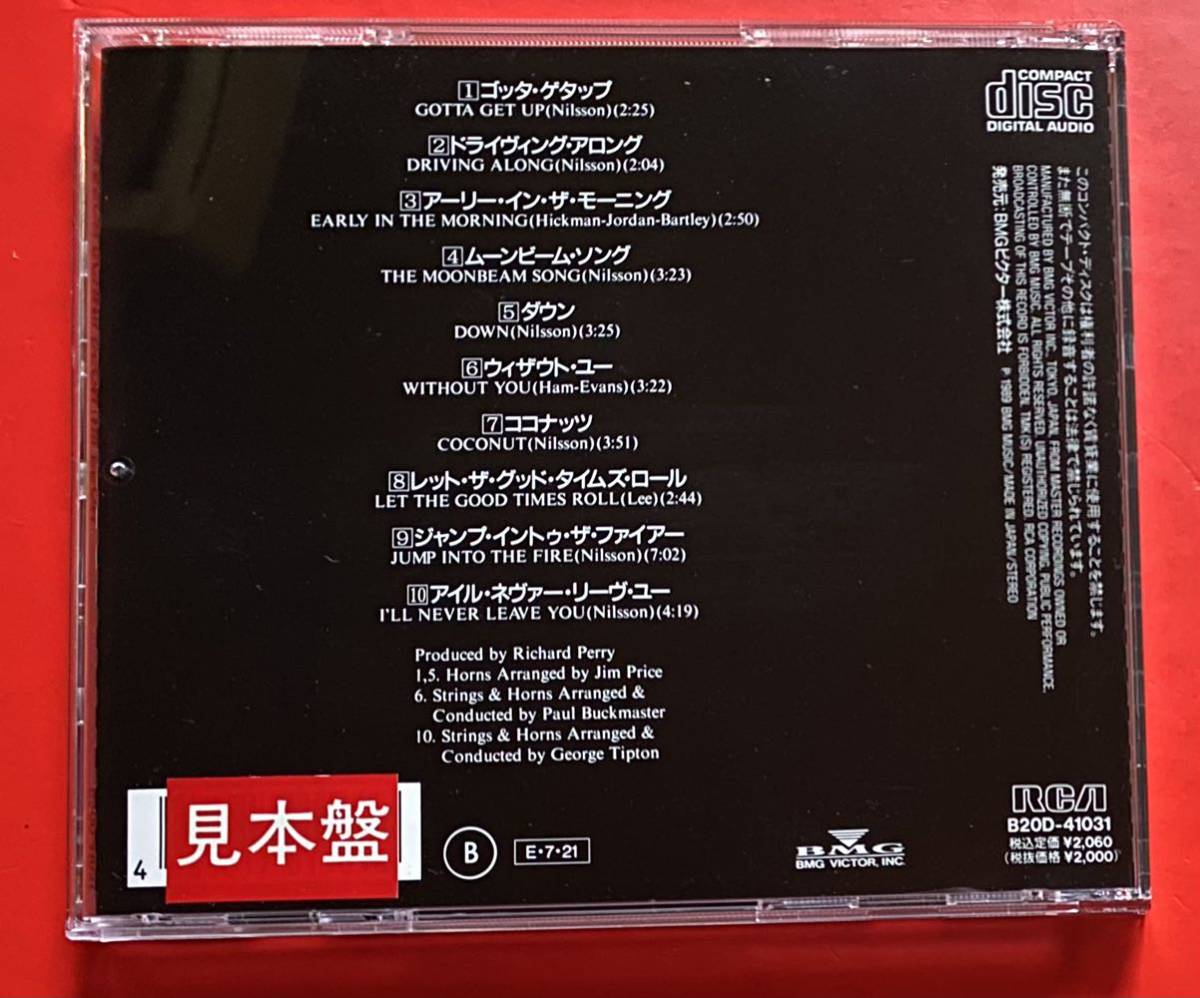 1 ゴッタ・ゲタップ
GOTTA GET UP(Nilsson)(2:25)
2 ドライヴィング・アロング
DRIVING ALONG(Nilsson)(2:04)
3 アーリー・イン・ザ・モーニング
EARLY IN THE MORNING(Hickman-Jordan-Bartley)(2:50)
4 ムーンビーム・ソング
THE MOONBEAM SONG(Nilsson)(3:23)
5 ダウン
DOWN(Nilsson)(3:25)
6 ウィザウト・ユー
WITHOUT YOU(Ham-Evans)(3:22)
7 ココナッツ
COCONUT(Nilsson)(3:51)
8 レット・ザ・グッド・タイムズ・ロール
LET THE GOOD TIMES ROLL(Lee)(2:44)
9 ジャンプ・イントゥ・ザ・ファイアー
JUMP INTO THE FIRE(Nilsson)(7:02)
10 アイル・ネヴァー・リーヴ・ユー
I'LL NEVER LEAVE YOU(Nilsson)(4:19)
Produced by Richard Perry
1,5. Horns Arranged by Jim Price
6. Strings & Horns Arranged &
Conducted by Paul Buckmaster
10. Strings & Horns Arranged &
Conducted by George Tipton
COMPACT
disc
DIGITAL AUDIO
このコンパクト・ディスクは権利者の許諾なく賃貸業に使用することを禁じます。
また無断でテープその他に録音することは法律で禁じられています。
MANUFACTURED BY BMG VICTOR INC. TOKYO, JAPAN, FROM MASTER RECORDINGS OWNED OR
CONTROLLED BY BMG MUSIC. ALL RIGHTS RESERVED. UNAUTHORIZED COPYING, PUBLIC PERFORMANCE.
BROADCASTING OF THIS RECORD IS FORBIDDEN. TMK(S) REGISTERED. RCA CORPORATION
発売元:BMGビクター株式会社 P 1989 BMG MUSIC/MADE IN JAPAN/STEREO
4
見本盤
B
E・7・21
BMG
BMG VICTOR, INC.
RCA
B20D-41031
税込定価 ¥2,060
(税抜価格 ¥2,000)